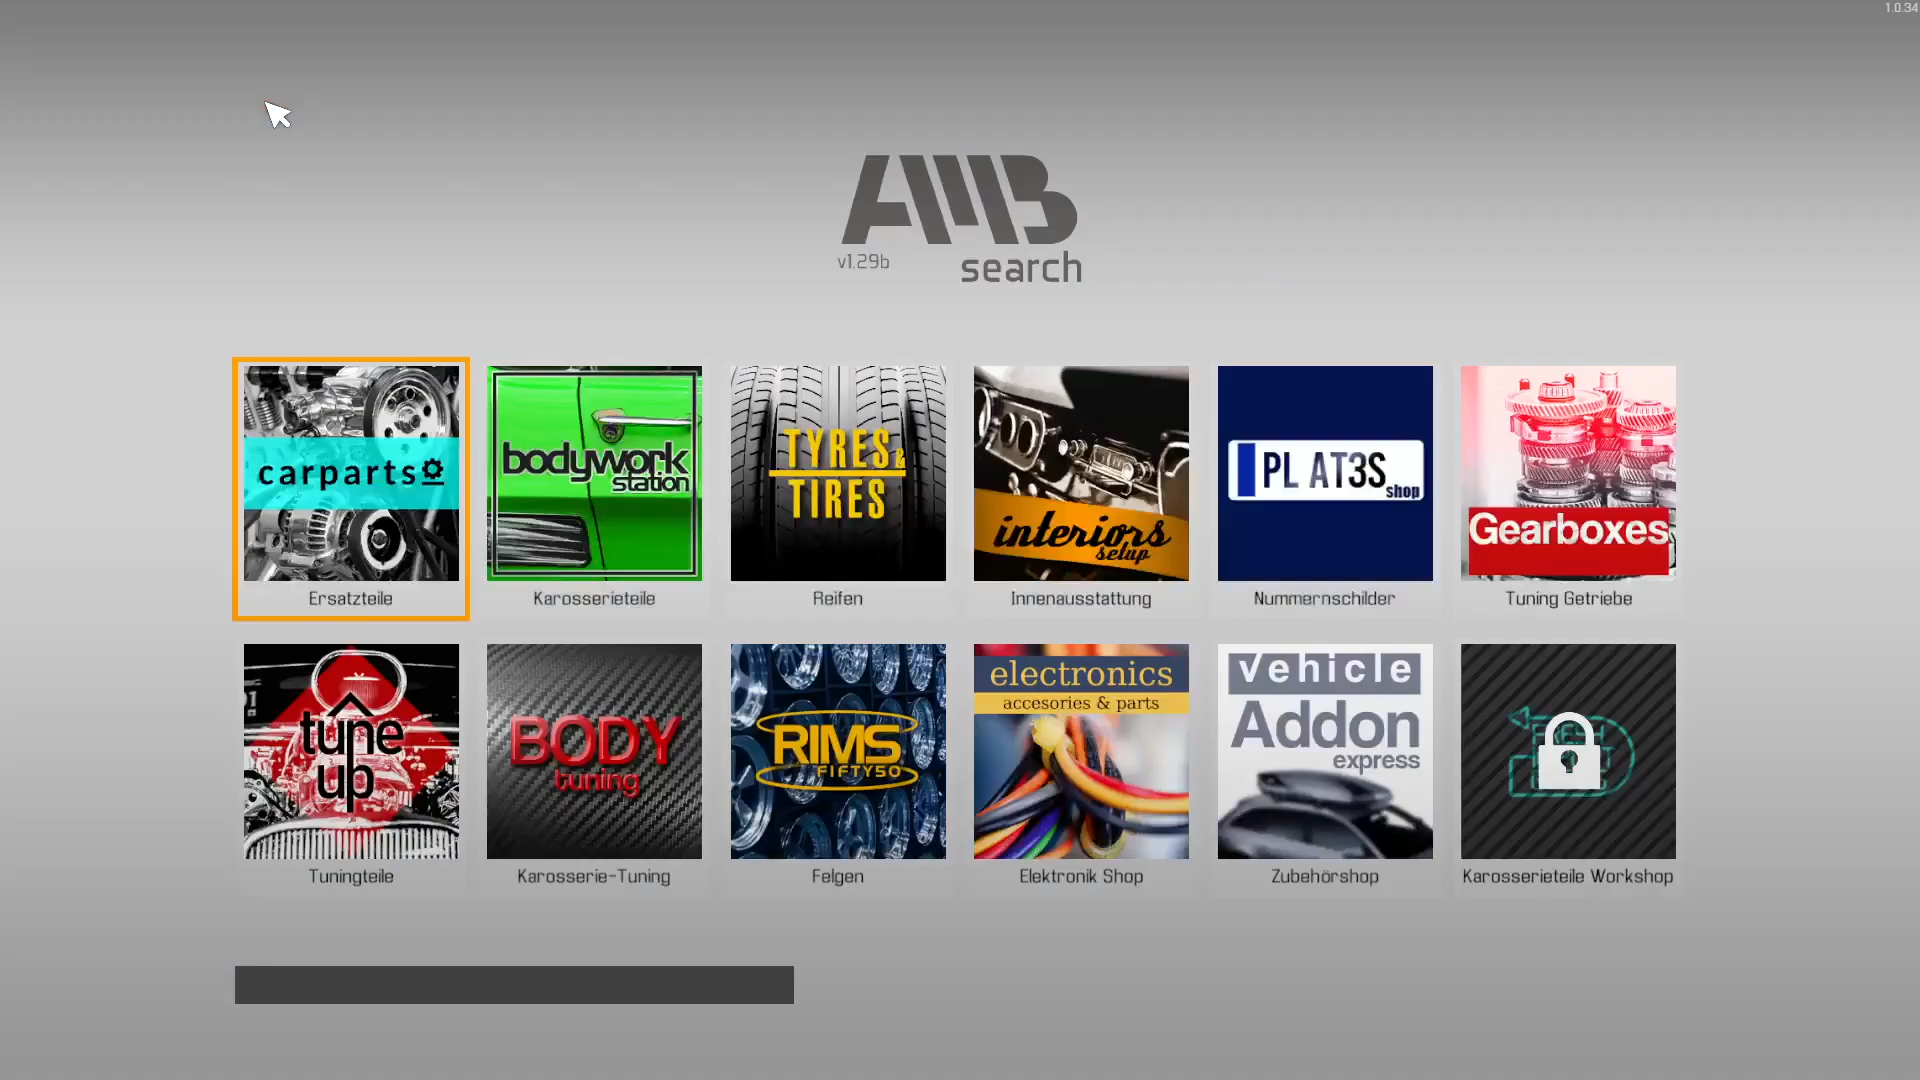 1.0.34
AMB
v1.29b
search
carparts
bodywork
station
TYRES &
TIRES
interiors
setup
PL AT3S
shop
Gearboxes
Ersatzteile
Karosserieteile
Reifen
Innenausstattung
Nummernschilder
Tuning Getriebe
tune
up
BODY
tuning
RIMS
FIFTY50
electronics
accesories & parts
vehicle
Addon
express
Tuningteile
Karosserie-Tuning
Felgen
Elektronik Shop
Zubehörshop
Karosserieteile Workshop